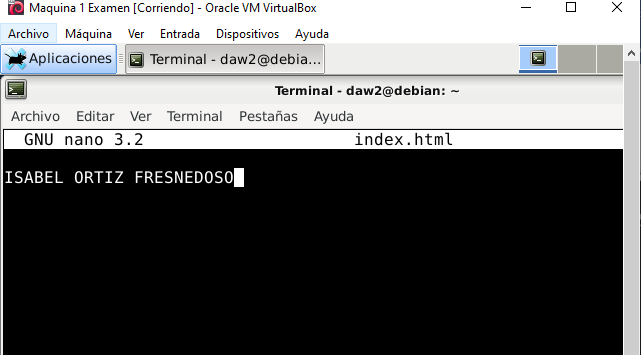 Maquina 1 Examen [Corriendo] - Oracle VM VirtualBox
Archivo Máquina Ver Entrada Dispositivos Ayuda
Aplicaciones Terminal - daw2@debia...
Terminal - daw2@debian: ~
Archivo Editar Ver Terminal Pestañas Ayuda
GNU nano 3.2 index.html
ISABEL ORTIZ FRESNEDOSO